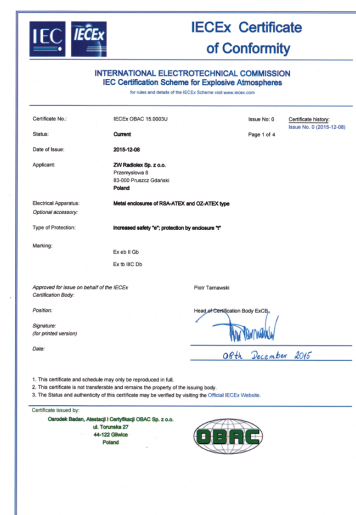 IEC IECEx
IECEx Certificate
of Conformity
INTERNATIONAL ELECTROTECHNICAL COMMISSION
IEC Certification Scheme for Explosive Atmospheres
for rules and details of the IECEx Scheme visit www.iecex.com
Certificate No.: IECEx OBAC 15.0003U Issue No: 0 Certificate history:
Issue No. 0 (2015-12-08)
Status: Current Page 1 of 4
Date of Issue: 2015-12-08
Applicant: ZW Radiolex Sp. z o.o.
Przemysłowa 8
83-000 Pruszcz Gdański
Poland
Electrical Apparatus: Metal enclosures of RSA-ATEX and OZ-ATEX type
Optional accessory:
Type of Protection: Increased safety "e"; protection by enclosure "t"
Marking:
Ex eb II Gb
Ex tb IIIC Db
Approved for issue on behalf of the IECEx Piotr Tarnawski
Certification Body:
Position: Head of Certification Body ExCB
Signature:
(for printed version)
Date: 08th December 2015
1. This certificate and schedule may only be reproduced in full.
2. This certificate is not transferable and remains the property of the issuing body.
3. The Status and authenticity of this certificate may be verified by visiting the Official IECEx Website.
Certificate issued by:
Osrodek Badan, Atestacji i Certyfikacji OBAC Sp. z o.o.
ul. Torunska 27
44-122 Gliwice
Poland
OBAC